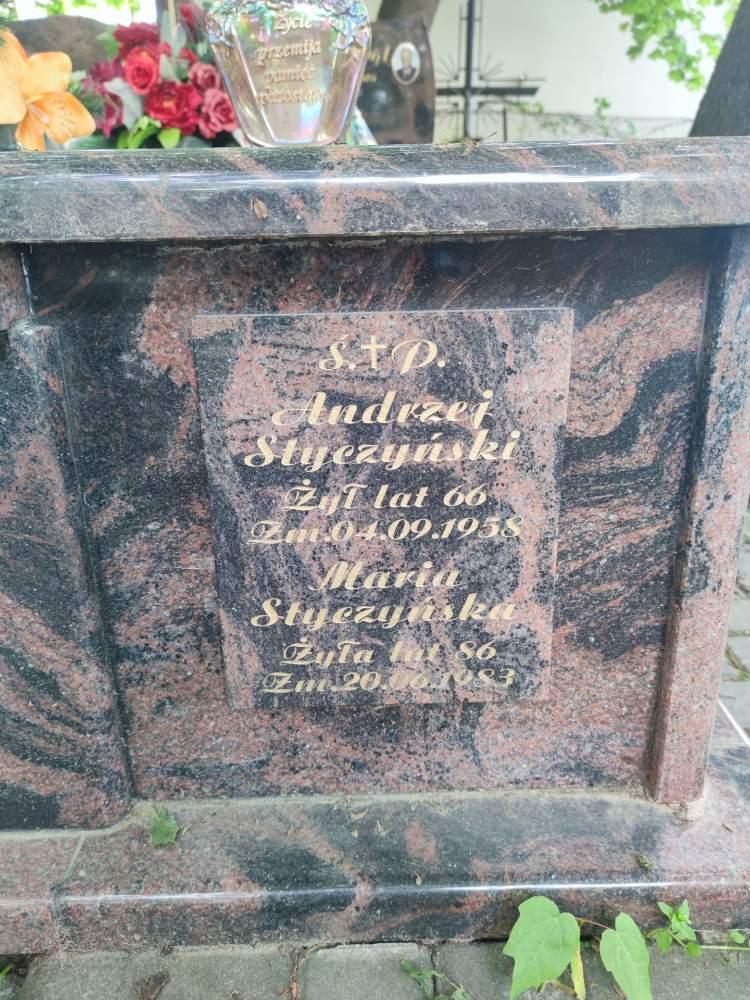 Życie
przemija
pamięć
pozostaje
Ś.✝P.
Andrzej
Styczyński
Żył lat 66
Zm.04.09.1958
Maria
Styczyńska
Żyła lat 86
Zm.20.06.1983